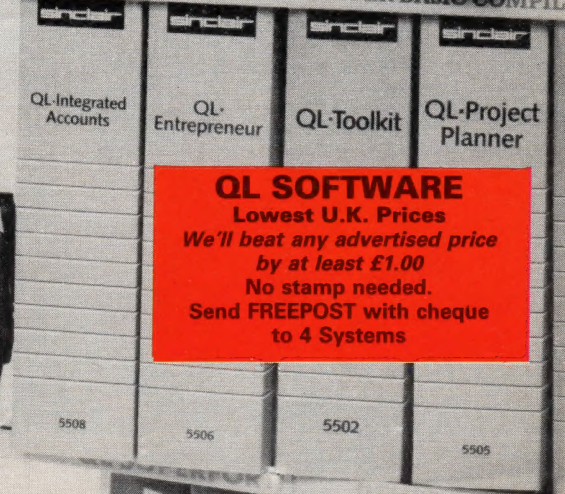 BASIC COMPIL
sinclair
sinclair
sinclair
sinclair
QL·Integrated
Accounts
QL·
Entrepreneur
QL·Toolkit
QL·Project
Planner
QL SOFTWARE
Lowest U.K. Prices
We'll beat any advertised price
by at least £1.00
No stamp needed.
Send FREEPOST with cheque
to 4 Systems
5508
5506
5502
5505